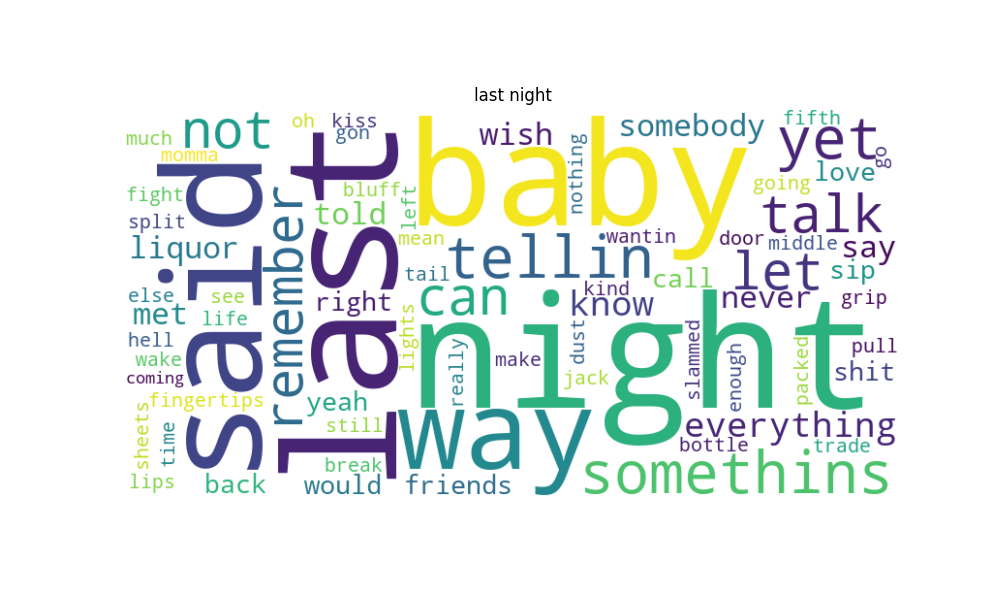 last night
much
momma
fight
split
liquor
else
see
met
life
hell
wake
coming
fingertips
sheets
time
lips
back
not
said
remember
last
oh
kiss
gon
bluff
told
left
right
mean
tail
lights
yeah
still
break
would
friends
baby
wish
nothing
somebody
fifth
yet
go
love
going
talk
tellin
wantin
door
middle
say
let
sip
call
can
kind
know
never
grip
night
dust
really
make
jack
slammed
enough
packed
pull
shit
way
everything
bottle
trade
somethins